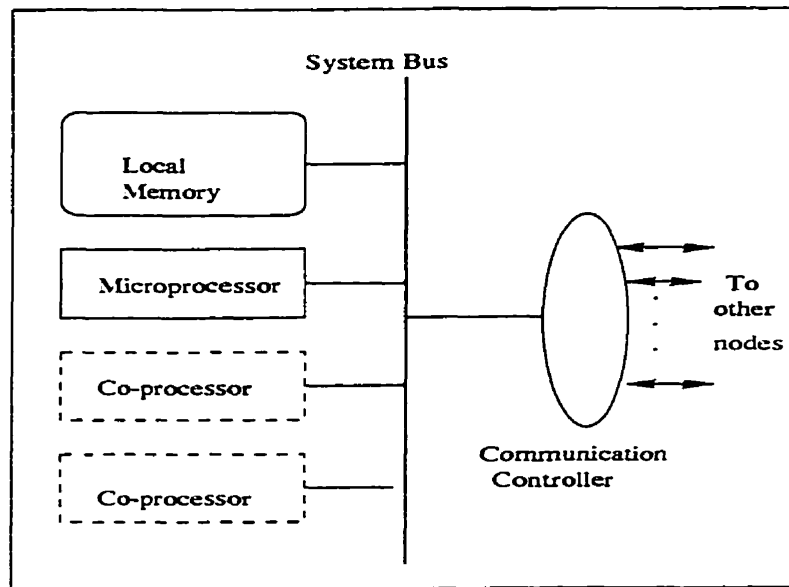 System Bus
Local
Memory
Microprocessor
Co-processor
Co-processor
To
other
nodes
Communication
Controller